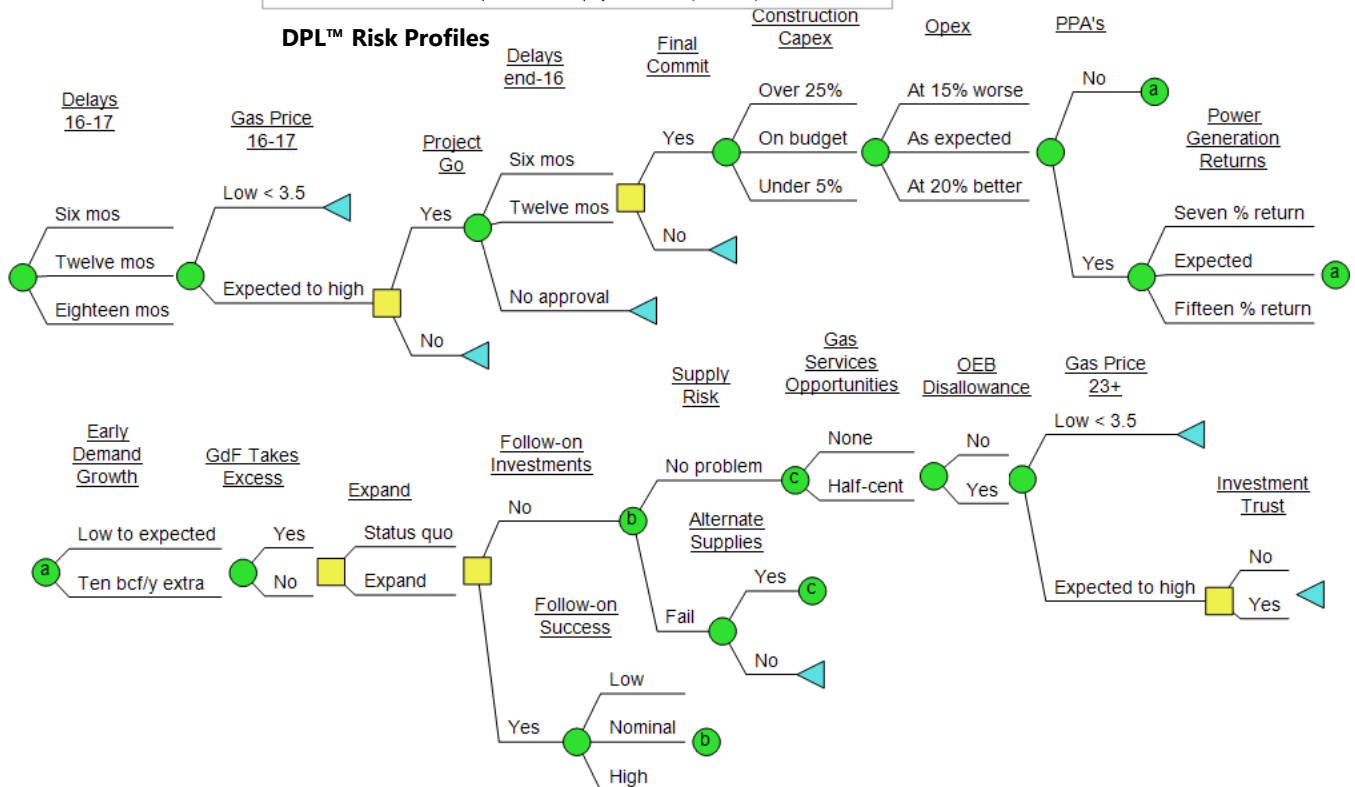 DPL™ Risk Profiles
Delays
16-17
Six mos
Twelve mos
Eighteen mos
Gas Price
16-17
Low < 3.5
Expected to high
Project
Go
Yes
No
Delays
end-16
Six mos
Twelve mos
No approval
Final
Commit
Yes
No
Construction
Capex
Over 25%
On budget
Under 5%
Opex
At 15% worse
As expected
At 20% better
PPA's
No
a
Yes
Power
Generation
Returns
Seven % return
Expected
a
Fifteen % return
Early
Demand
Growth
a
Low to expected
Ten bcf/y extra
GdF Takes
Excess
Yes
No
Expand
Status quo
Expand
Follow-on
Investments
No
Yes
Follow-on
Success
Low
Nominal
b
High
Supply
Risk
b
No problem
Fail
Alternate
Supplies
Yes
c
No
Gas
Services
Opportunities
c
None
Half-cent
OEB
Disallowance
No
Yes
Gas Price
23+
Low < 3.5
Expected to high
Investment
Trust
No
Yes